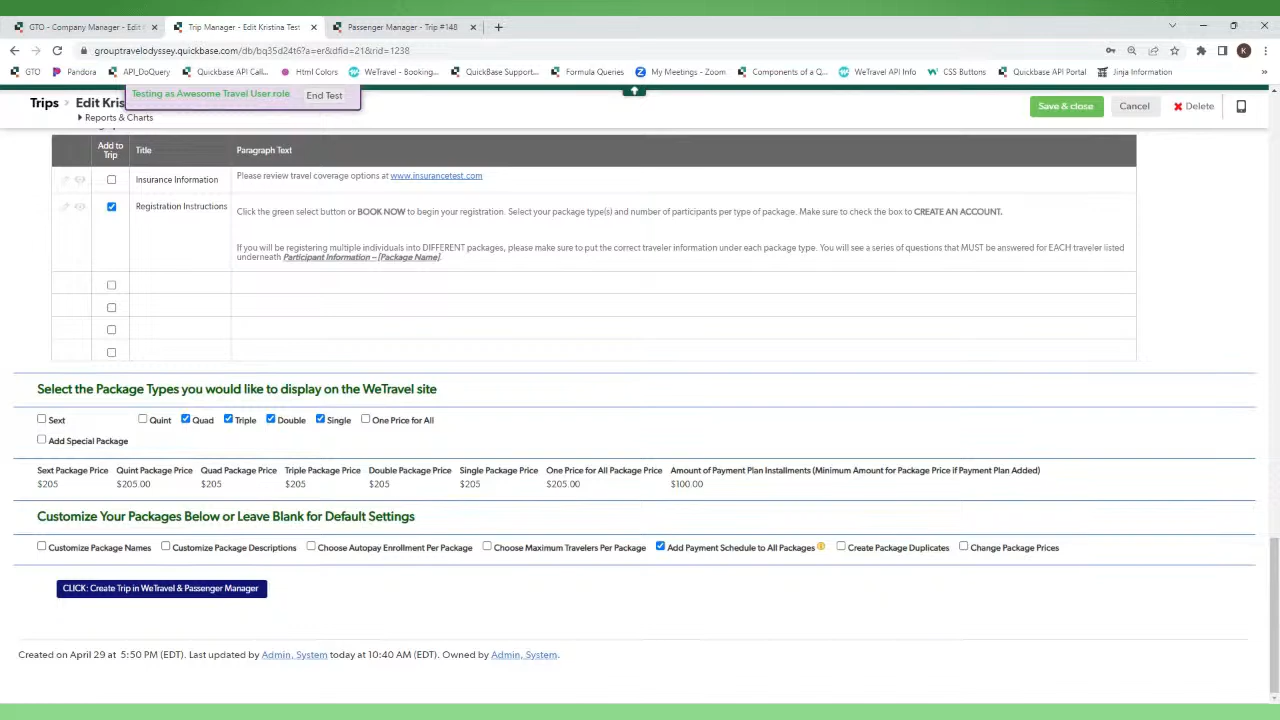 GTO - Company Manager - Edit
Trip Manager - Edit Kristina Test
Passenger Manager - Trip #148
grouptravelodyssey.quickbase.com/db/bq35d24t6?a=er&dfid=21&rid=1238
K
GTO
Pandora
API_DoQuery
Quickbase API Call...
Html Colors
WeTravel - Booking...
QuickBase Support...
Formula Queries
My Meetings - Zoom
Components of a Q...
WeTravel API Info
CSS Buttons
Quickbase API Portal
Jinja Information
Testing as Awesome Travel User role.
End Test
Trips > Edit Kris
Reports & Charts
Save & close
Cancel
Delete
Add to Trip
Title
Paragraph Text
Insurance Information
Please review travel coverage options at www.insurancetest.com
Registration Instructions
Click the green select button or BOOK NOW to begin your registration. Select your package type(s) and number of participants per type of package. Make sure to check the box to CREATE AN ACCOUNT.
If you will be registering multiple individuals into DIFFERENT packages, please make sure to put the correct traveler information under each package type. You will see a series of questions that MUST be answered for EACH traveler listed
underneath Participant Information – [Package Name].
Select the Package Types you would like to display on the WeTravel site
Sext Quint Quad Triple Double Single One Price for All
Add Special Package
Sext Package Price Quint Package Price Quad Package Price Triple Package Price Double Package Price Single Package Price One Price for All Package Price Amount of Payment Plan Installments (Minimum Amount for Package Price if Payment Plan Added)
$205 $205.00 $205 $205 $205 $205 $205.00 $100.00
Customize Your Packages Below or Leave Blank for Default Settings
Customize Package Names Customize Package Descriptions Choose Autopay Enrollment Per Package Choose Maximum Travelers Per Package Add Payment Schedule to All Packages Create Package Duplicates Change Package Prices
CLICK: Create Trip in WeTravel & Passenger Manager
Created on April 29 at 5:50 PM (EDT). Last updated by Admin, System today at 10:40 AM (EDT). Owned by Admin, System.